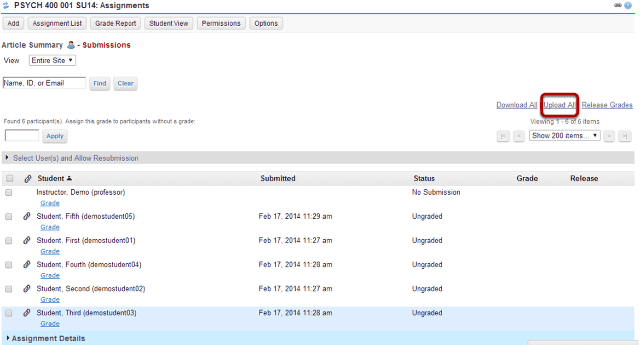 PSYCH 400 001 SU14: Assignments
Add Assignment List Grade Report Student View Permissions Options
Article Summary - Submissions
View Entire Site
Name, ID, or Email Find Clear
Download All Upload All Release Grades
Found 6 participant(s). Assign this grade to participants without a grade:
Viewing 1 - 6 of 6 items
Apply
|< < Show 200 items... > >|
Select User(s) and Allow Resubmission
Student Submitted Status Grade Release
Instructor, Demo (professor) No Submission
Grade
Student, Fifth (demostudent05) Feb 17, 2014 11:29 am Ungraded
Grade
Student, First (demostudent01) Feb 17, 2014 11:27 am Ungraded
Grade
Student, Fourth (demostudent04) Feb 17, 2014 11:28 am Ungraded
Grade
Student, Second (demostudent02) Feb 17, 2014 11:27 am Ungraded
Grade
Student, Third (demostudent03) Feb 17, 2014 11:28 am Ungraded
Grade
Assignment Details